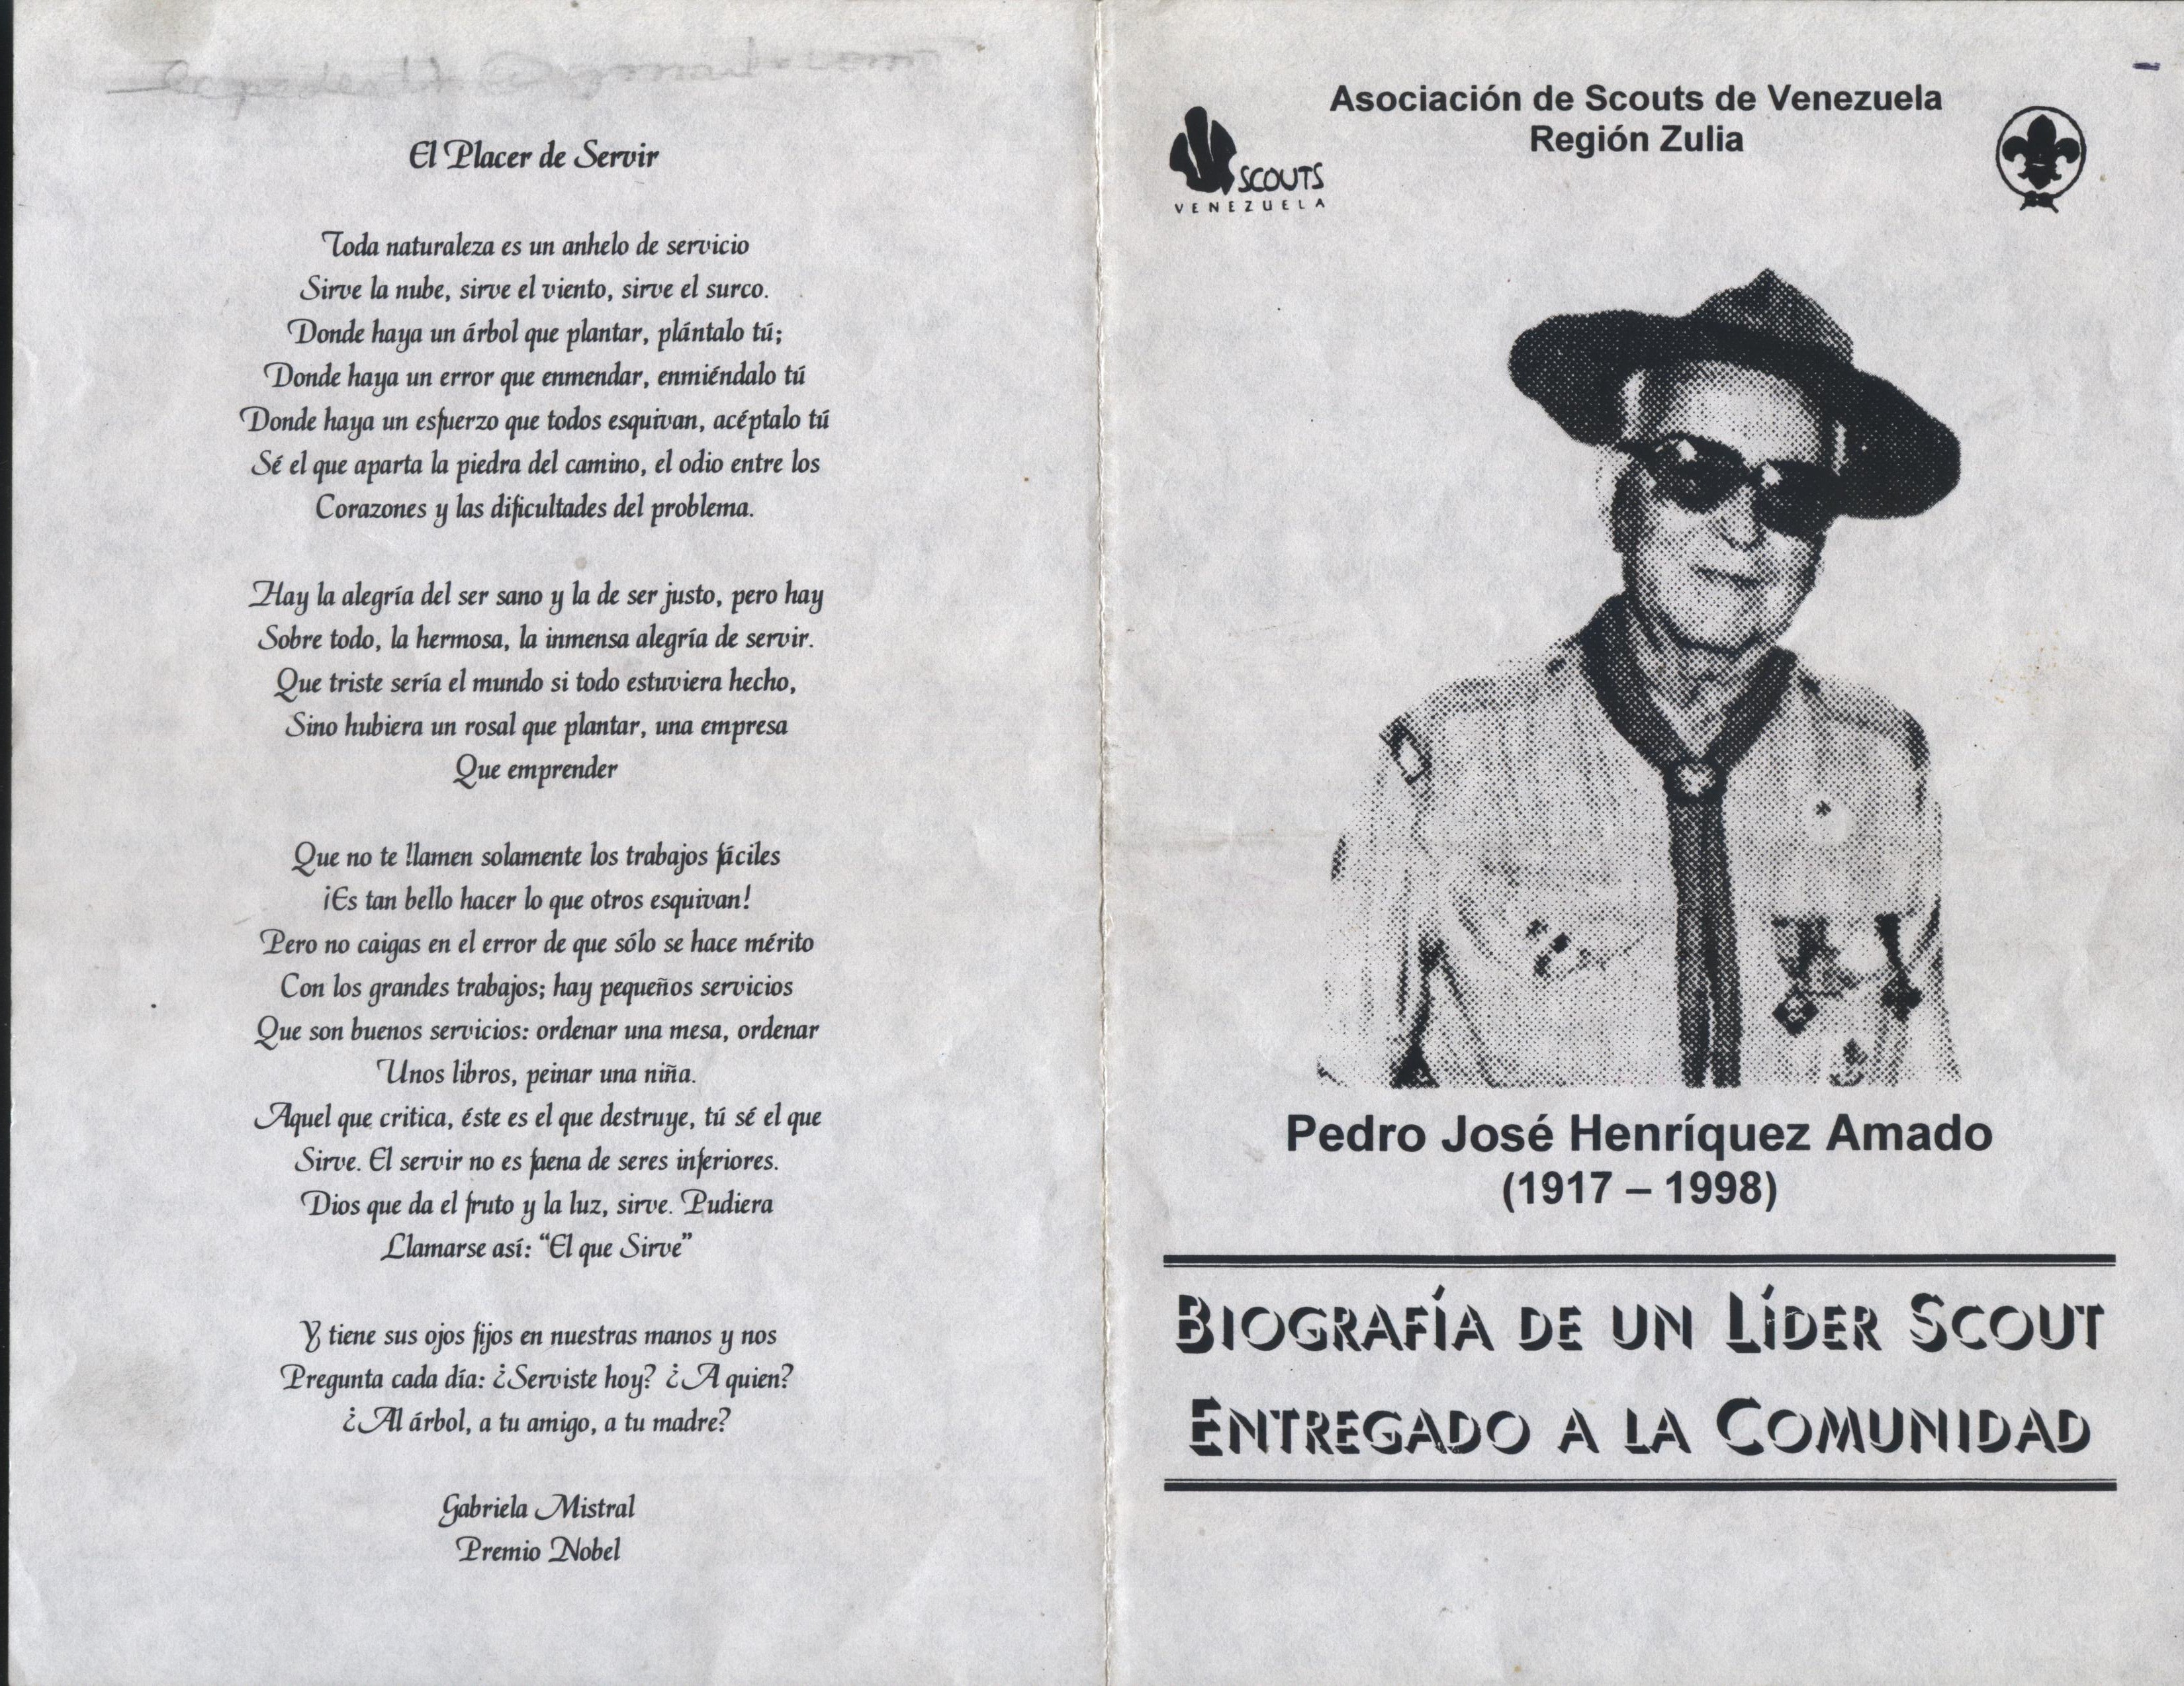 El Placer de Servir
Toda naturaleza es un anhelo de servicio
Sirve la nube, sirve el viento, sirve el surco.
Donde haya un árbol que plantar, plántalo tú;
Donde haya un error que enmendar, enmiéndalo tú
Donde haya un esfuerzo que todos esquivan, acéptalo tú
Sé el que aparta la piedra del camino, el odio entre los
Corazones y las dificultades del problema.
Hay la alegría del ser sano y la de ser justo, pero hay
Sobre todo, la hermosa, la inmensa alegría de servir.
Que triste sería el mundo si todo estuviera hecho,
Sino hubiera un rosal que plantar, una empresa
Que emprender
Que no te llamen solamente los trabajos fáciles
¡Es tan bello hacer lo que otros esquivan!
Pero no caigas en el error de que sólo se hace mérito
Con los grandes trabajos; hay pequeños servicios
Que son buenos servicios: ordenar una mesa, ordenar
Unos libros, peinar una niña.
Aquel que critica, éste es el que destruye, tú sé el que
Sirve. El servir no es faena de seres inferiores.
Dios que da el fruto y la luz, sirve. Pudiera
Llamarse así: "El que Sirve"
Y tiene sus ojos fijos en nuestras manos y nos
Pregunta cada día: ¿Serviste hoy? ¿A quien?
¿Al árbol, a tu amigo, a tu madre?
Gabriela Mistral
Premio Nobel
Asociación de Scouts de Venezuela
Región Zulia
SCOUTS
VENEZUELA
Pedro José Henríquez Amado
(1917 – 1998)
BIOGRAFÍA DE UN LÍDER SCOUT
ENTREGADO A LA COMUNIDAD